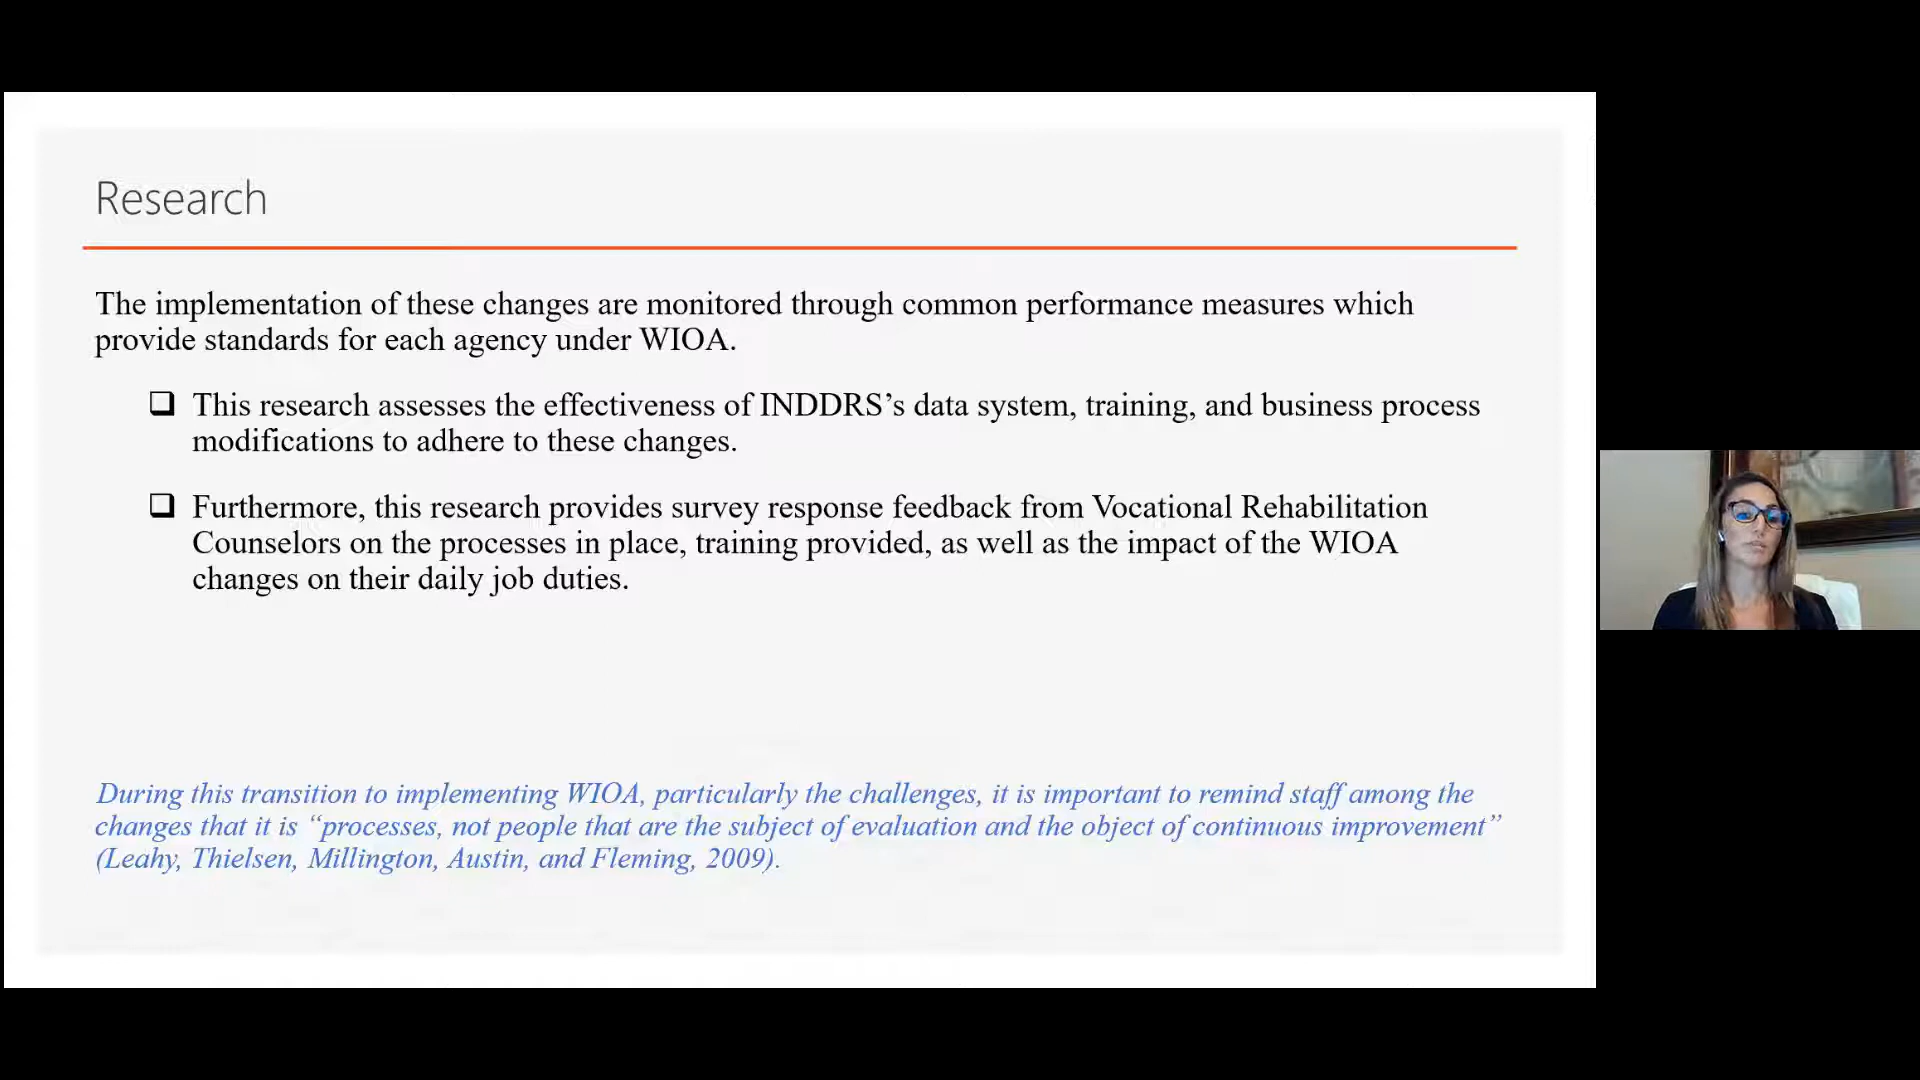 Research
The implementation of these changes are monitored through common performance measures which
provide standards for each agency under WIOA.
❑ This research assesses the effectiveness of INDDRS’s data system, training, and business process
modifications to adhere to these changes.
❑ Furthermore, this research provides survey response feedback from Vocational Rehabilitation
Counselors on the processes in place, training provided, as well as the impact of the WIOA
changes on their daily job duties.
During this transition to implementing WIOA, particularly the challenges, it is important to remind staff among the
changes that it is “processes, not people that are the subject of evaluation and the object of continuous improvement”
(Leahy, Thielsen, Millington, Austin, and Fleming, 2009).